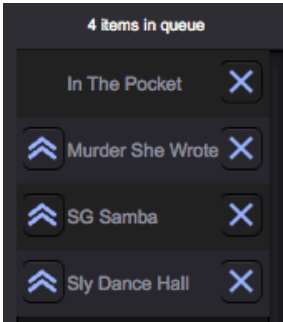 4 items in queue
In The Pocket
Murder She Wrote
SG Samba
Sly Dance Hall